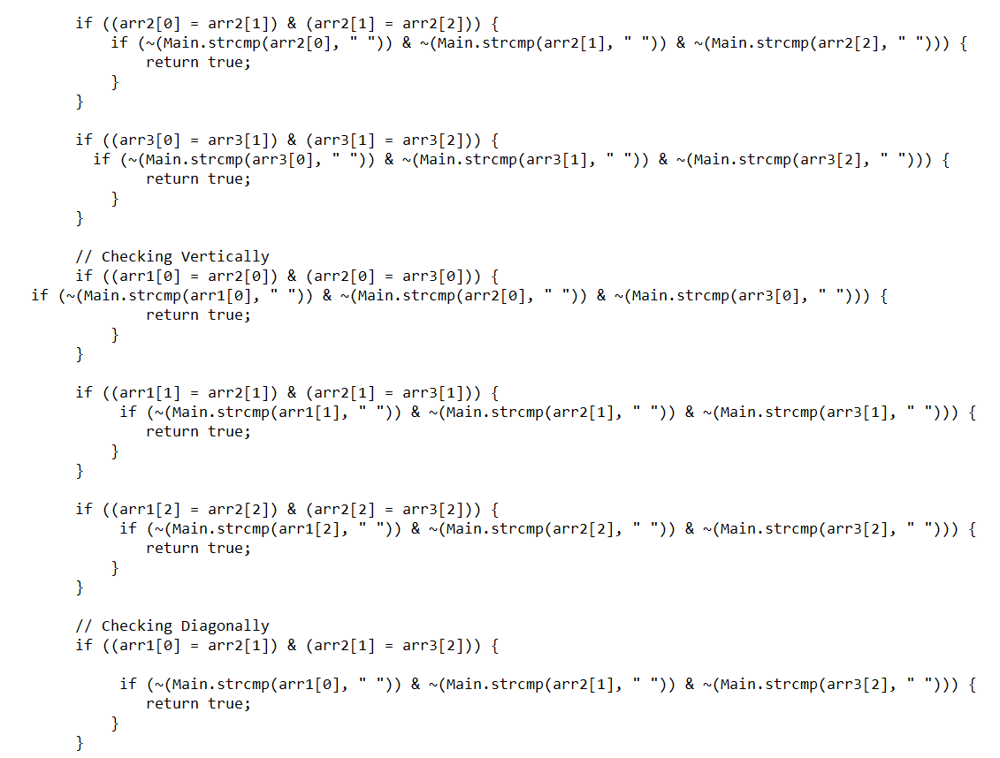 if ((arr2[0] = arr2[1]) & (arr2[1] = arr2[2])) {
if (~(Main.strcmp(arr2[0], " ")) & ~(Main.strcmp(arr2[1], " ")) & ~(Main.strcmp(arr2[2], " "))) {
return true;
}
}
if ((arr3[0] = arr3[1]) & (arr3[1] = arr3[2])) {
if (~(Main.strcmp(arr3[0], " ")) & ~(Main.strcmp(arr3[1], " ")) & ~(Main.strcmp(arr3[2], " "))) {
return true;
}
}
// Checking Vertically
if ((arr1[0] = arr2[0]) & (arr2[0] = arr3[0])) {
if (~(Main.strcmp(arr1[0], " ")) & ~(Main.strcmp(arr2[0], " ")) & ~(Main.strcmp(arr3[0], " "))) {
return true;
}
}
if ((arr1[1] = arr2[1]) & (arr2[1] = arr3[1])) {
if (~(Main.strcmp(arr1[1], " ")) & ~(Main.strcmp(arr2[1], " ")) & ~(Main.strcmp(arr3[1], " "))) {
return true;
}
}
if ((arr1[2] = arr2[2]) & (arr2[2] = arr3[2])) {
if (~(Main.strcmp(arr1[2], " ")) & ~(Main.strcmp(arr2[2], " ")) & ~(Main.strcmp(arr3[2], " "))) {
return true;
}
}
// Checking Diagonally
if ((arr1[0] = arr2[1]) & (arr2[1] = arr3[2])) {
if (~(Main.strcmp(arr1[0], " ")) & ~(Main.strcmp(arr2[1], " ")) & ~(Main.strcmp(arr3[2], " "))) {
return true;
}
}